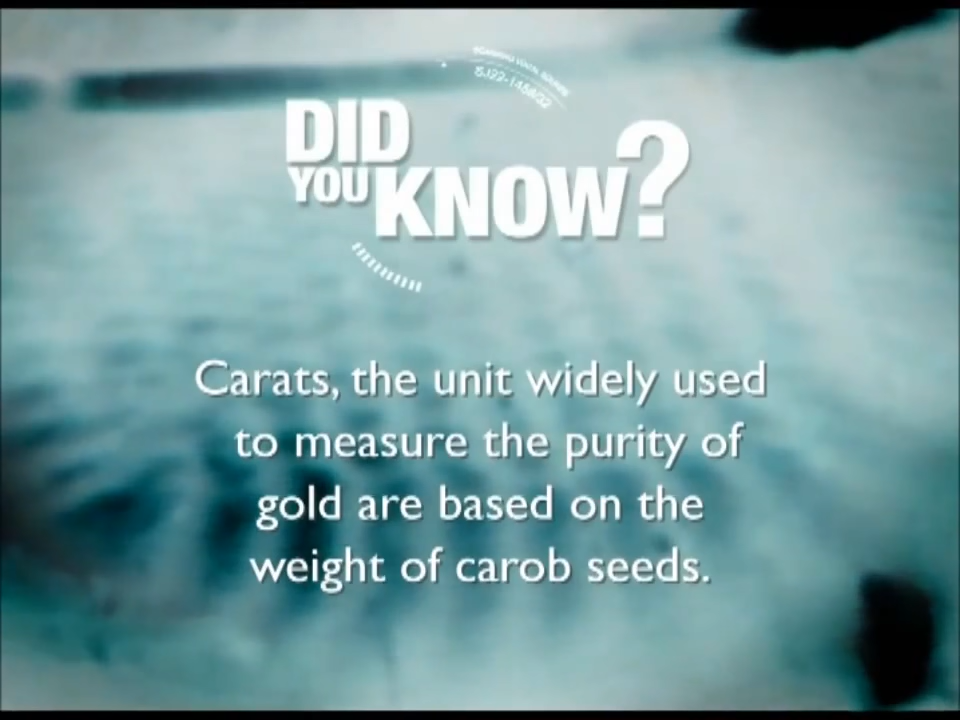 DID
YOU KNOW?
Carats, the unit widely used
to measure the purity of
gold are based on the
weight of carob seeds.